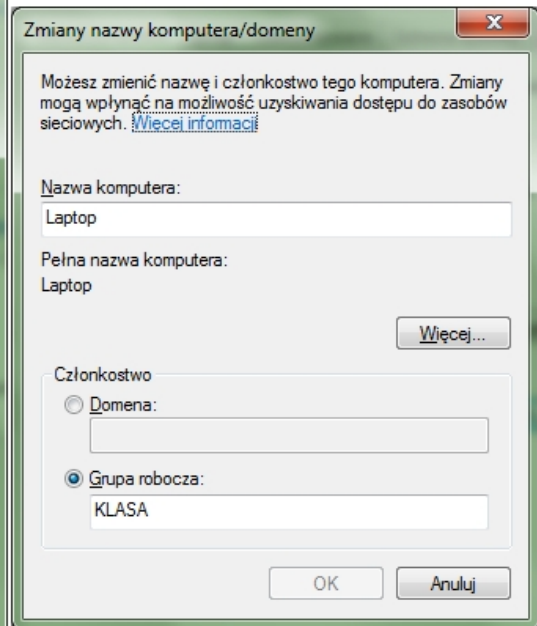 Zmiany nazwy komputera/domeny
Możesz zmienić nazwę i członkostwo tego komputera. Zmiany
mogą wpłynąć na możliwość uzyskiwania dostępu do zasobów
sieciowych. Więcej informacji
Nazwa komputera:
Laptop
Pełna nazwa komputera:
Laptop
Więcej...
Członkostwo
Domena:
Grupa robocza:
KLASA
OK Anuluj